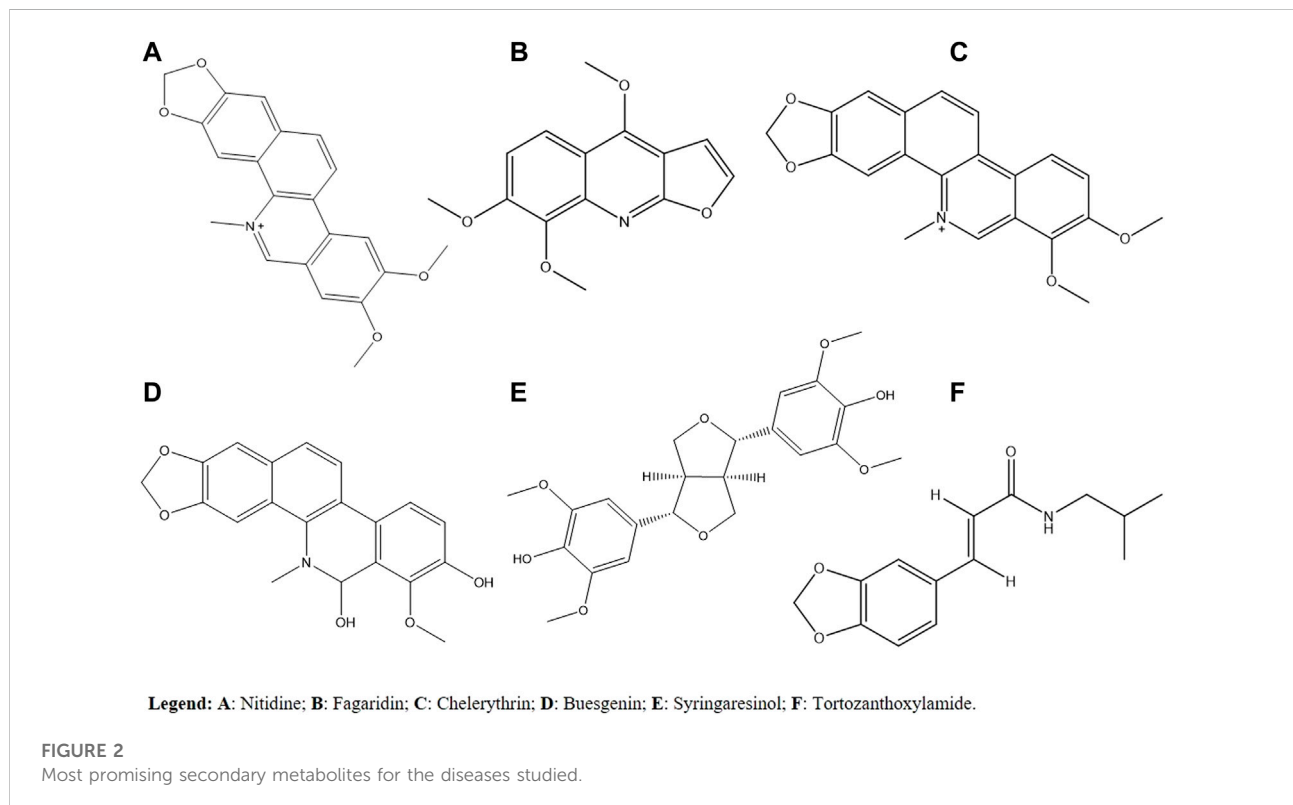 A
B
C
O
O
N
+
O
O
O
N
O
O
O
O
O
N
+
O
O
D
E
F
O
O
N
OH
O
OH
O
OH
O
O
H
H
O
O
HO
O
O
H
N
H
H
O
O
Legend: A: Nitidine; B: Fagaridin; C: Chelerythrin; D: Buesgenin; E: Syringaresinol; F: Tortozanthoxylamide.
FIGURE 2
Most promising secondary metabolites for the diseases studied.